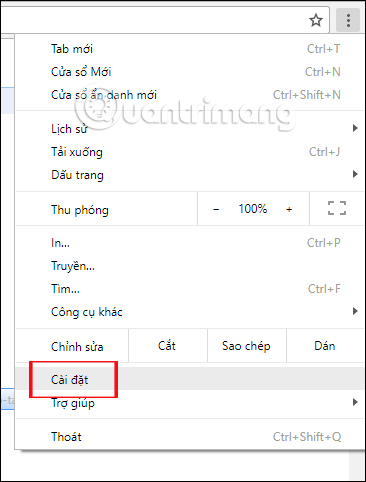 Tab mới Ctrl+T
Cửa sổ Mới Ctrl+N
Cửa sổ ẩn danh mới Ctrl+Shift+N
Quantrimang
Lịch sử
Tải xuống Ctrl+J
Dấu trang
Thu phóng − 100% +
In... Ctrl+P
Truyền...
Tìm... Ctrl+F
Công cụ khác
Chỉnh sửa Cắt Sao chép Dán
Cài đặt
Trợ giúp
Thoát Ctrl+Shift+Q